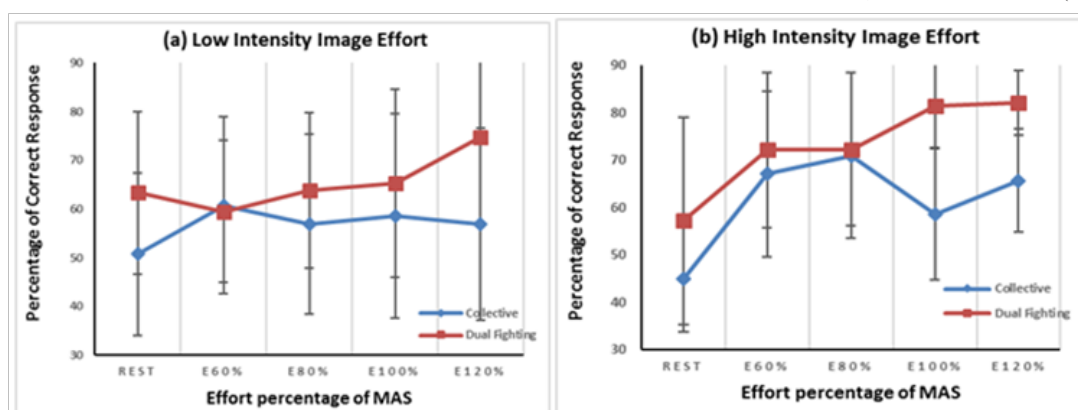 (a) Low Intensity Image Effort
Percentage of Correct Response
90
80
70
60
50
40
30
Collective
Dual Fighting
REST E60% E80% E100% E120%
Effort percentage of MAS
(b) High Intensity Image Effort
Percentage of correct Response
90
80
70
60
50
40
30
Collective
Dual Fighting
REST E60% E80% E100% E120%
Effort percentage of MAS